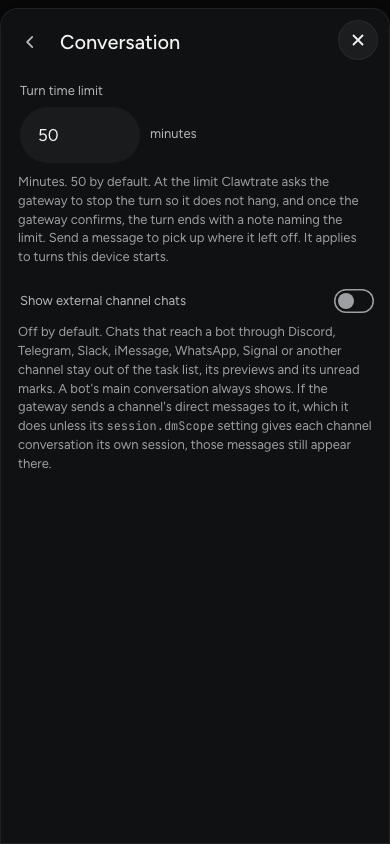 Conversation
Turn time limit
50
minutes
Minutes. 50 by default. At the limit Clawtrate asks the
gateway to stop the turn so it does not hang, and once the
gateway confirms, the turn ends with a note naming the
limit. Send a message to pick up where it left off. It applies
to turns this device starts.
Show external channel chats
Off by default. Chats that reach a bot through Discord,
Telegram, Slack, iMessage, WhatsApp, Signal or another
channel stay out of the task list, its previews and its unread
marks. A bot's main conversation always shows. If the
gateway sends a channel's direct messages to it, which it
does unless its session.dmScope setting gives each channel
conversation its own session, those messages still appear
there.